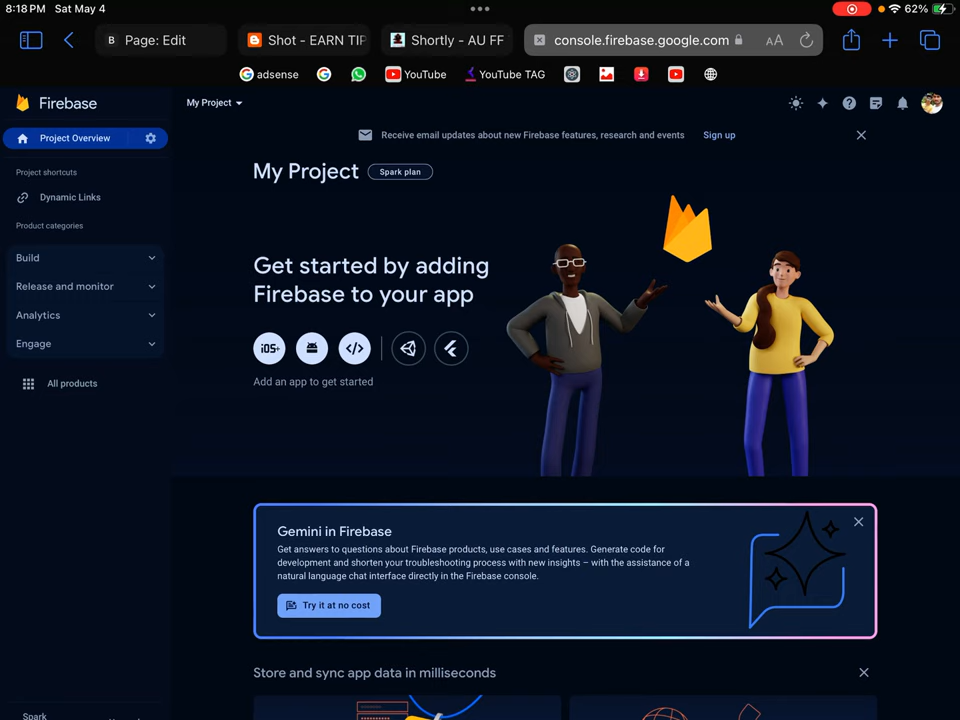 8:18 PM Sat May 4
62%
Page: Edit
Shot - EARN TIP
Shortly - AU FF
console.firebase.google.com
AA
adsense
YouTube
YouTube TAG
Firebase
My Project
Project Overview
Receive email updates about new Firebase features, research and events
Sign up
My Project
Spark plan
Project shortcuts
Dynamic Links
Product categories
Build
Release and monitor
Analytics
Engage
All products
Get started by adding
Firebase to your app
iOS+
Add an app to get started
Gemini in Firebase
Get answers to questions about Firebase products, use cases and features. Generate code for
development and shorten your troubleshooting process with new insights – with the assistance of a
natural language chat interface directly in the Firebase console.
Try it at no cost
Store and sync app data in milliseconds
Spark